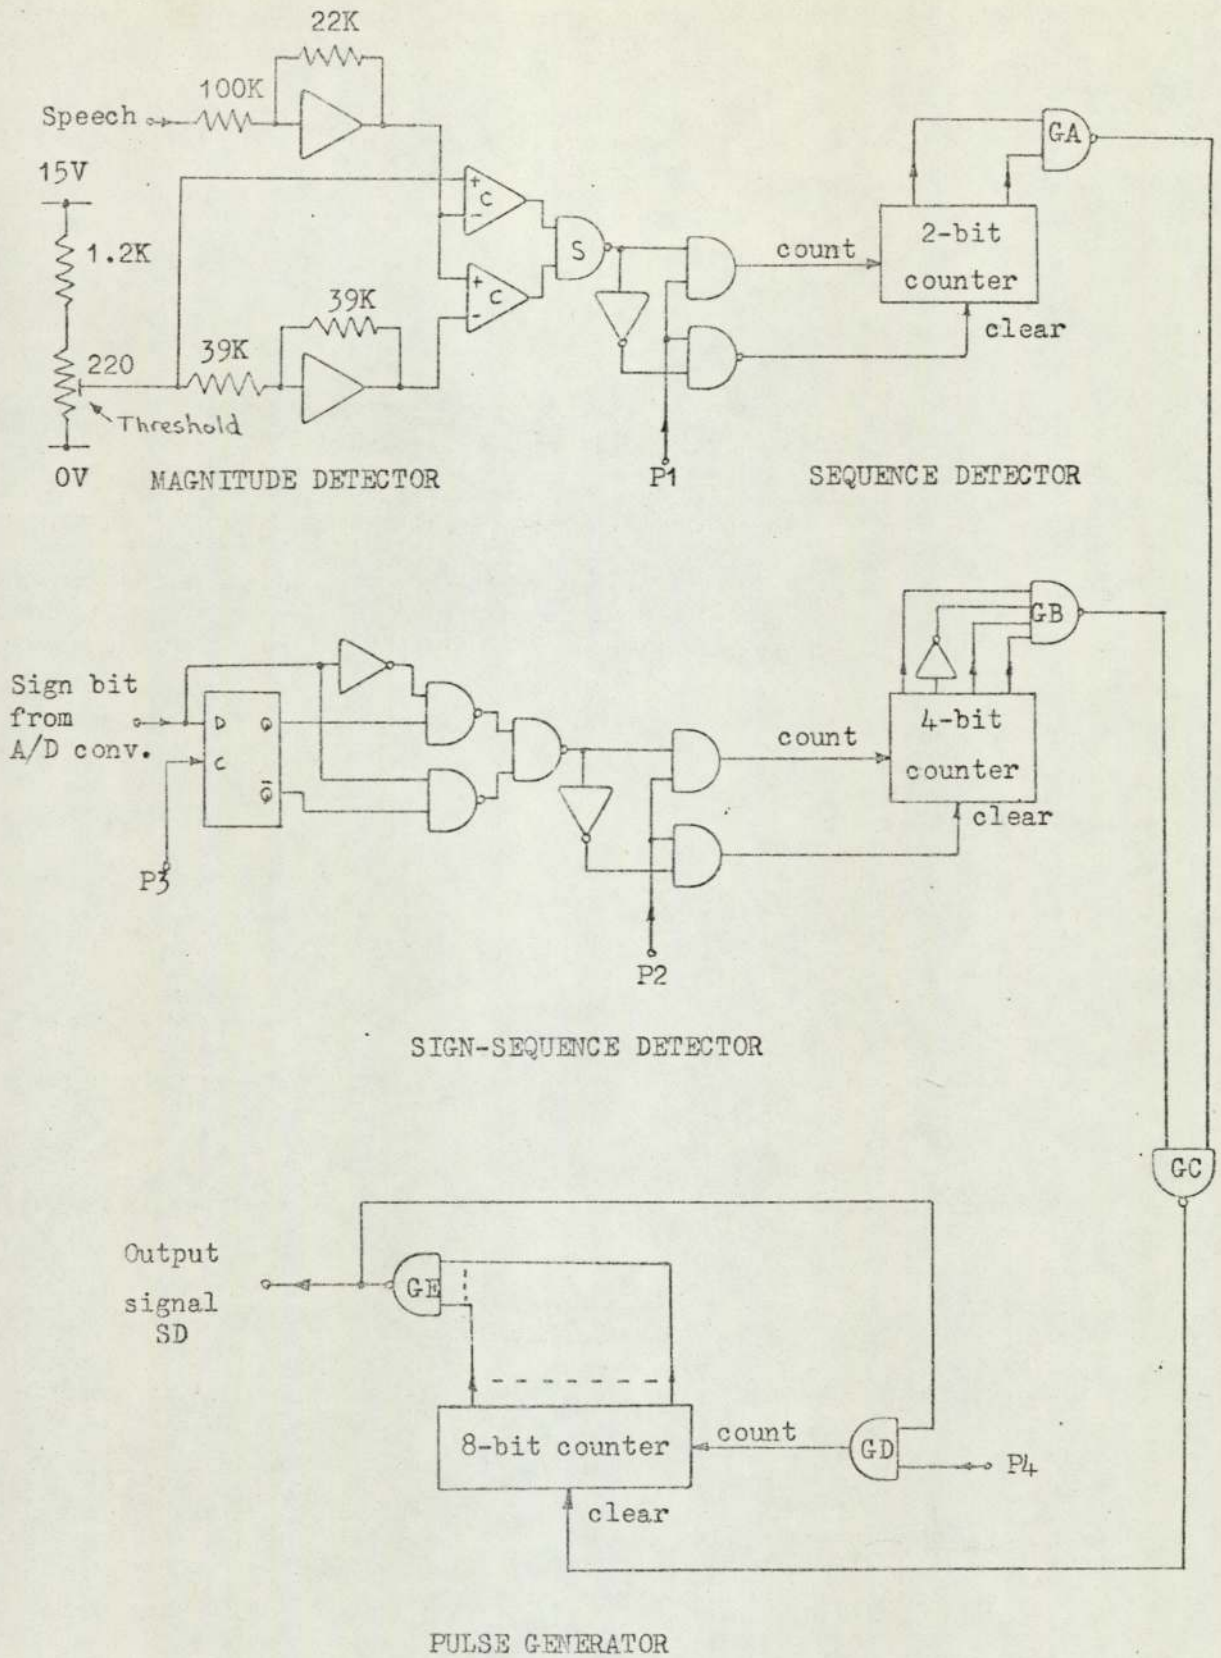 22K
100K
Speech
15V
1.2K
220
Threshold
0V
39K
39K
+
C
-
+
C
-
S
P1
count
2-bit
counter
clear
GA
MAGNITUDE DETECTOR
SEQUENCE DETECTOR
Sign bit
from
A/D conv.
D Q
C
Q̅
P3
P2
count
4-bit
counter
clear
GB
SIGN-SEQUENCE DETECTOR
GC
Output
signal
SD
GE
8-bit counter
count
clear
GD
P4
PULSE GENERATOR